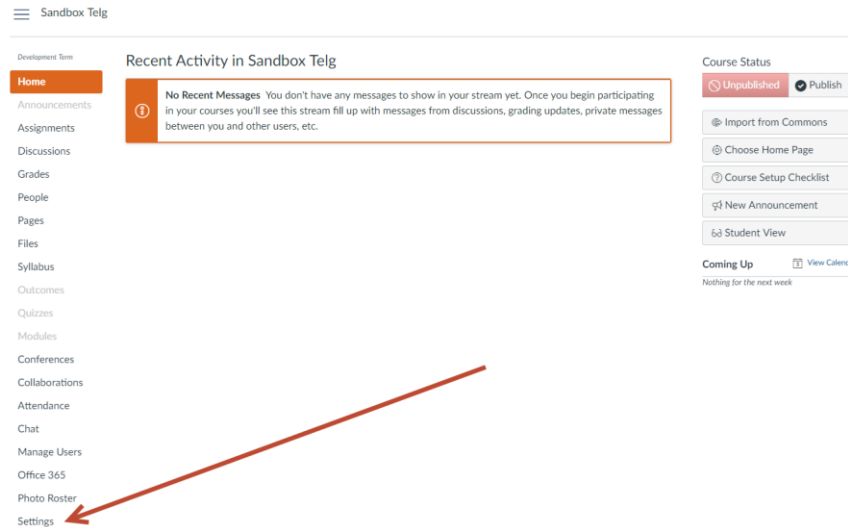 Sandbox Telg
Development Term
Home
Announcements
Assignments
Discussions
Grades
People
Pages
Files
Syllabus
Outcomes
Quizzes
Modules
Conferences
Collaborations
Attendance
Chat
Manage Users
Office 365
Photo Roster
Settings
Recent Activity in Sandbox Telg
No Recent Messages You don't have any messages to show in your stream yet. Once you begin participating
in your courses you'll see this stream fill up with messages from discussions, grading updates, private messages
between you and other users, etc.
Course Status
Unpublished Publish
Import from Commons
Choose Home Page
Course Setup Checklist
New Announcement
Student View
Coming Up View Calend
Nothing for the next week